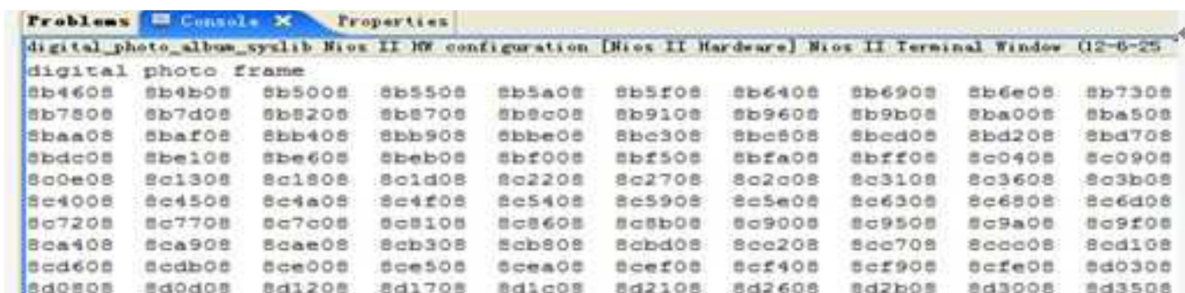 Problems Console Properties
digital_photo_album_syslib Nios II HW configuration [Nios II Hardware] Nios II Terminal Window (12-6-25
digital photo frame
8b4608 8b4b08 8b5008 8b5508 8b5a08 8b5f08 8b6408 8b6908 8b6e08 8b7308
8b7808 8b7d08 8b8208 8b8708 8b8c08 8b9108 8b9608 8b9b08 8ba008 8ba508
8baa08 8baf08 8bb408 8bb908 8bbe08 8bc308 8bc808 8bcd08 8bd208 8bd708
8bdc08 8be108 8be608 8beb08 8bf008 8bf508 8bfa08 8bff08 8c0408 8c0908
8c0e08 8c1308 8c1808 8c1d08 8c2208 8c2708 8c2c08 8c3108 8c3608 8c3b08
8c4008 8c4508 8c4a08 8c4f08 8c5408 8c5908 8c5e08 8c6308 8c6808 8c6d08
8c7208 8c7708 8c7c08 8c8108 8c8608 8c8b08 8c9008 8c9508 8c9a08 8c9f08
8ca408 8ca908 8cae08 8cb308 8cb808 8cbd08 8cc208 8cc708 8ccc08 8cd108
8cd608 8cdb08 8ce008 8ce508 8cea08 8cef08 8cf408 8cf908 8cfe08 8d0308
8d0808 8d0d08 8d1208 8d1708 8d1c08 8d2108 8d2608 8d2b08 8d3008 8d3508